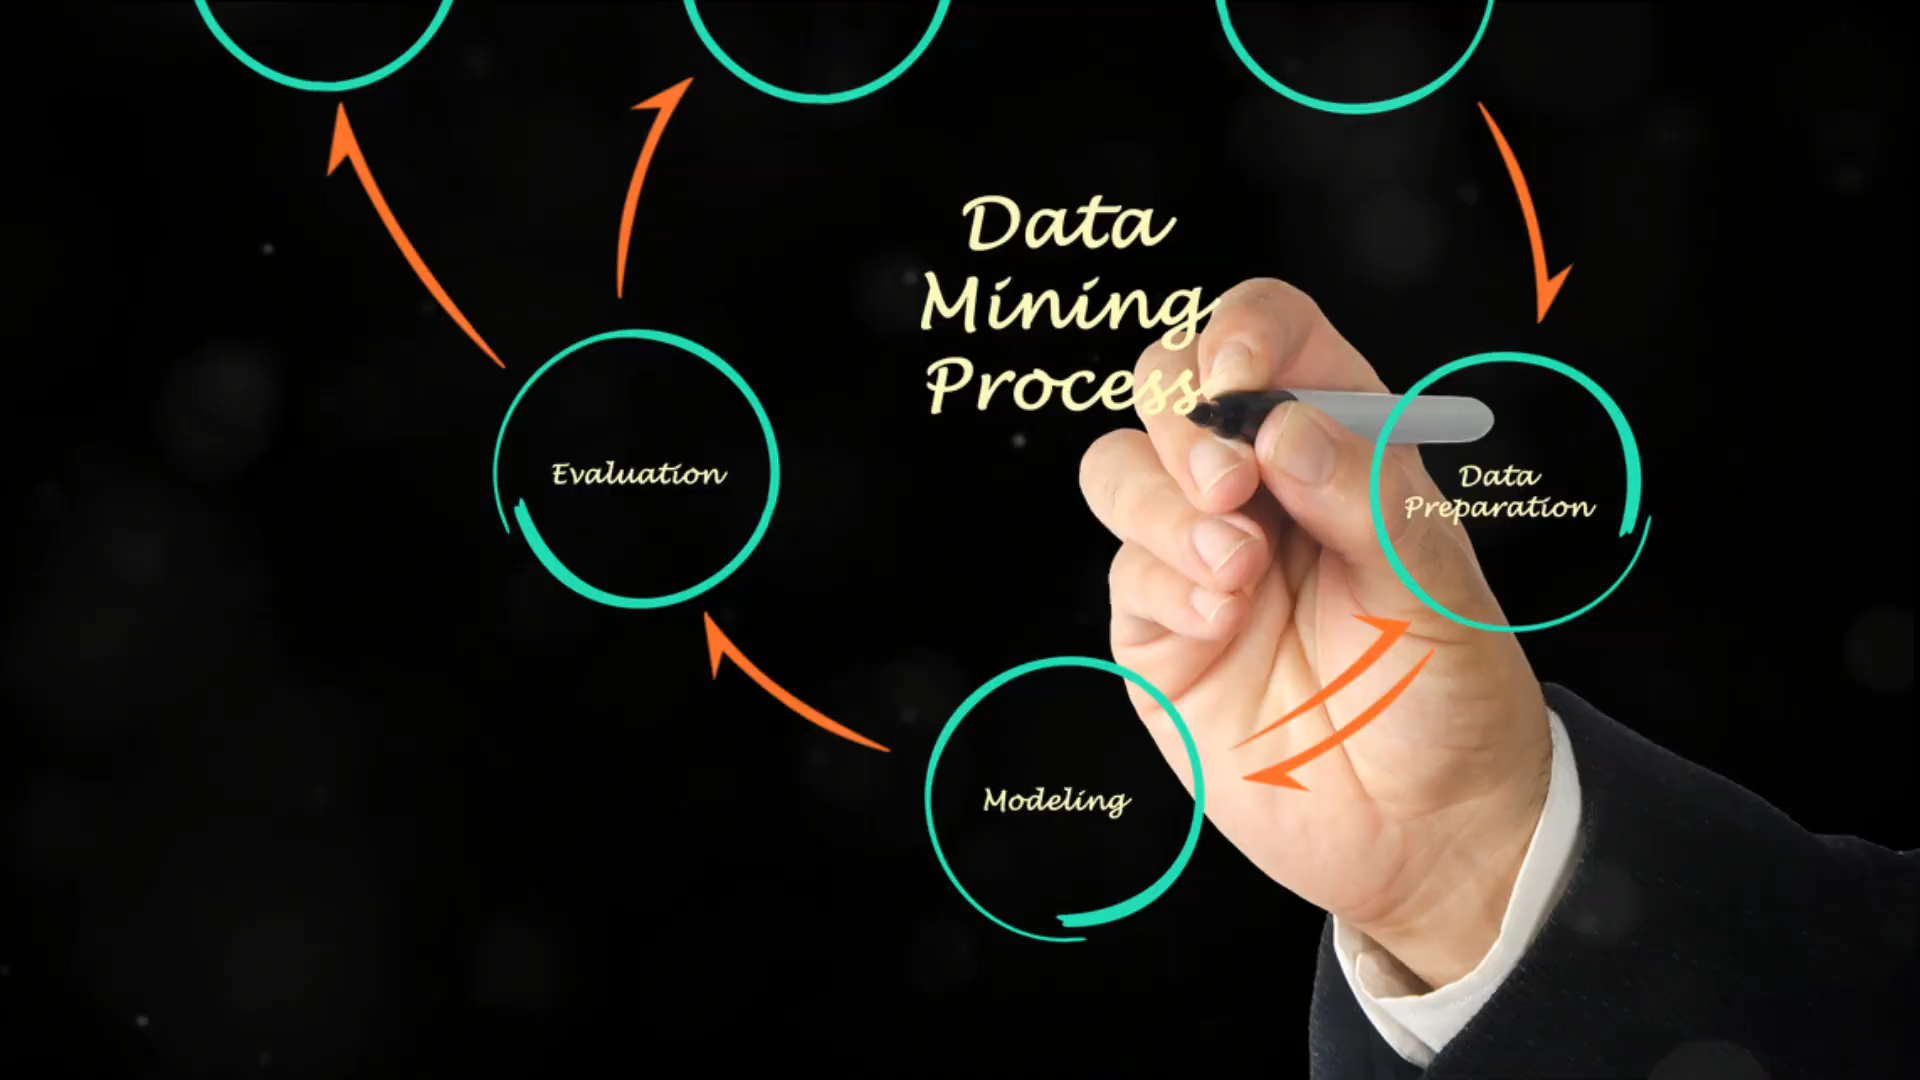 Data
Mining
Process
Evaluation
Data
Preparation
Modeling